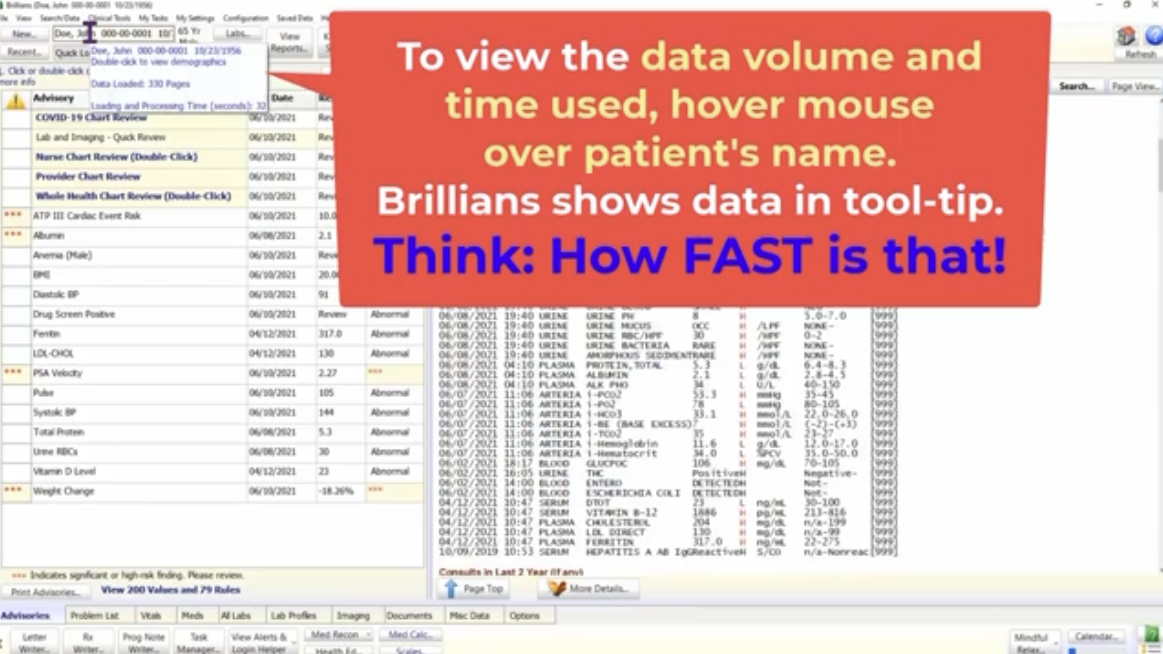 Brillians (Doe, John 000-00-0001 10/23/1956)
View Search/Data Clinical Tools My Tasks My Settings Configuration Saved Data
New... Doe, John 000-00-0001 10/ 65 Yr Labs... View Reports...
Recent... Quick
Doe, John 000-00-0001 10/23/1956
Double-click to view demographics
Data Loaded: 330 Pages
Loading and Processing Time (seconds): 32
Click or double-click
more info
Refresh
Search... Page View...
To view the data volume and
time used, hover mouse
over patient's name.
Brillians shows data in tool-tip.
Think: How FAST is that!
Advisory Date
COVID-19 Chart Review 06/10/2021
Lab and Imaging - Quick Review 06/10/2021
Nurse Chart Review (Double-Click) 06/10/2021
Provider Chart Review 06/10/2021
Whole Health Chart Review (Double-Click) 06/10/2021
*** ATP III Cardiac Event Risk 06/10/2021 10.0
*** Albumin 06/08/2021 2.1
Anemia (Male) 06/10/2021
BMI 06/10/2021
Diastolic BP 06/10/2021 91
Drug Screen Positive 06/10/2021 Review Abnormal
Ferritin 04/12/2021 317.0 Abnormal
LDL-CHOL 04/12/2021 130 Abnormal
*** PSA Velocity 06/10/2021 2.27 ***
Pulse 06/10/2021 105 Abnormal
Systolic BP 06/10/2021 144 Abnormal
Total Protein 06/08/2021 5.3 Abnormal
Urine RBCs 06/08/2021 30 Abnormal
Vitamin D Level 04/12/2021 23 Abnormal
*** Weight Change 06/10/2021 -18.26% ***
06/08/2021 19:40 URINE URINE PH 8 H 5.0-7.0 [999]
06/08/2021 19:40 URINE URINE MUCUS OCC H /LPF NONE- [999]
06/08/2021 19:40 URINE URINE RBC/HPF 30 H /HPF 0-2 [999]
06/08/2021 19:40 URINE URINE BACTERIA RARE H /HPF NONE- [999]
06/08/2021 19:40 URINE AMORPHOUS SEDIMENTRARE H /HPF NONE- [999]
06/08/2021 04:10 PLASMA PROTEIN,TOTAL 5.3 L g/dL 6.4-8.3 [999]
06/08/2021 04:10 PLASMA ALBUMIN 2.1 L g/dL 2.8-4.5 [999]
06/08/2021 04:10 PLASMA ALK PHO 34 L U/L 40-150 [999]
06/07/2021 11:06 ARTERIA i-PCO2 53.3 H mmHg 35-45 [999]
06/07/2021 11:06 ARTERIA i-PO2 78 L mmHg 80-105 [999]
06/07/2021 11:06 ARTERIA i-HCO3 33.1 H mmol/L 22.0-26.0 [999]
06/07/2021 11:06 ARTERIA i-BE (BASE EXCESS)7 H mmol/L (-2)-(+3) [999]
06/07/2021 11:06 ARTERIA i-TCO2 35 H mmol/L 23-27 [999]
06/07/2021 11:06 ARTERIA i-Hemoglobin 11.6 L g/dL 12.0-17.0 [999]
06/07/2021 11:06 ARTERIA i-Hematocrit 34.0 L %PCV 35.0-50.0 [999]
06/02/2021 18:17 BLOOD GLUCPOC 106 H mg/dL 70-105 [999]
06/02/2021 16:05 URINE THC PositiveH Negative- [999]
06/02/2021 14:00 BLOOD ENTERO DETECTEDH Not- [999]
06/02/2021 14:00 BLOOD ESCHERICHIA COLI DETECTEDH Not- [999]
04/12/2021 10:47 SERUM DTOT 23 L ng/mL 30-100 [999]
04/12/2021 10:47 SERUM VITAMIN B-12 1886 H pg/mL 213-816 [999]
04/12/2021 10:47 PLASMA CHOLESTEROL 204 H mg/dL n/a-199 [999]
04/12/2021 10:47 PLASMA LDL DIRECT 130 H mg/dL n/a-99 [999]
04/12/2021 10:47 PLASMA FERRITIN 317.0 H ng/mL 22-275 [999]
10/09/2019 10:53 SERUM HEPATITIS A AB IgGReactiveH S/CO n/a-Nonreac[999]
Consults in Last 2 Year (if any)
*** Indicates significant or high-risk finding. Please review.
Print Advisories... View 200 Values and 79 Rules
Page Top More Details...
Advisories Problem List Vitals Meds All Labs Lab Profiles Imaging Documents Misc Data Options
Letter Writer... Rx Writer... Prog Note Writer... Task Manager... View Alerts & Login Helper Med Recon Med Calc... Mindful Relax... Calendar...
Scales...